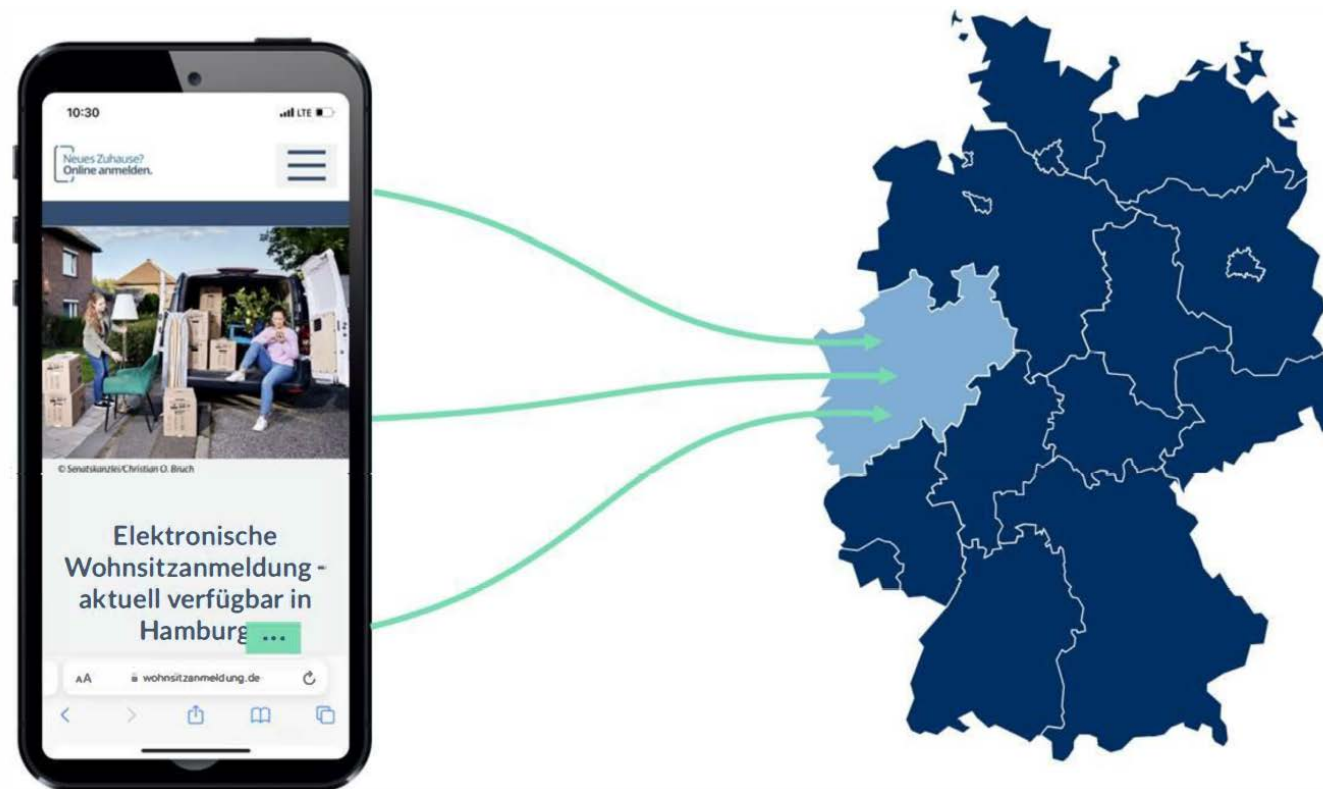 10:30
LTE
Neues Zuhause?
Online anmelden.
© Senatskanzlei/Christian O. Bruch
Elektronische
Wohnsitzanmeldung -
aktuell verfügbar in
Hamburg ...
AA wohnsitzanmeldung.de